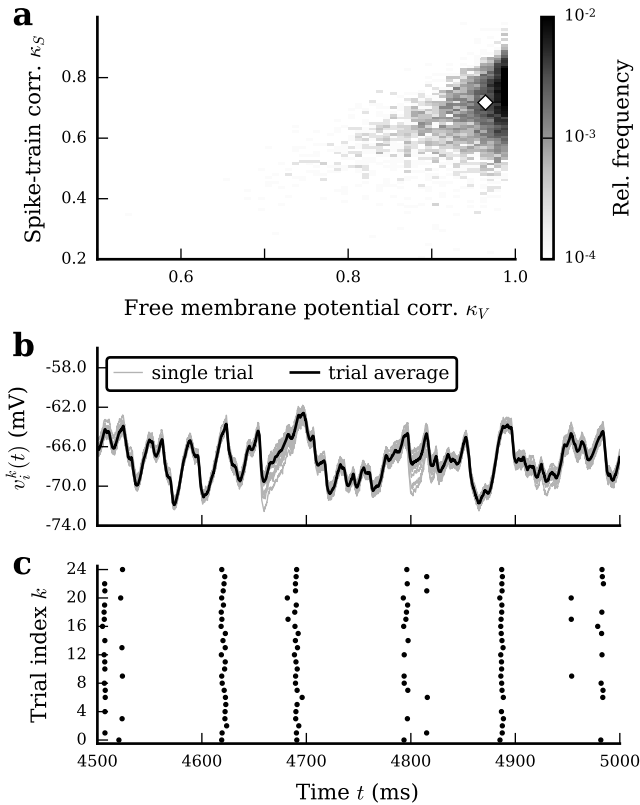 a
Spike-train corr. κ_S
0.8
0.6
0.4
0.2
0.6
0.8
1.0
Free membrane potential corr. κ_V
10^-2
10^-3
10^-4
Rel. frequency
b
v_i^k(t) (mV)
-58.0
-62.0
-66.0
-70.0
-74.0
single trial
trial average
c
Trial index k
24
20
16
12
8
4
0
4500
4600
4700
4800
4900
5000
Time t (ms)